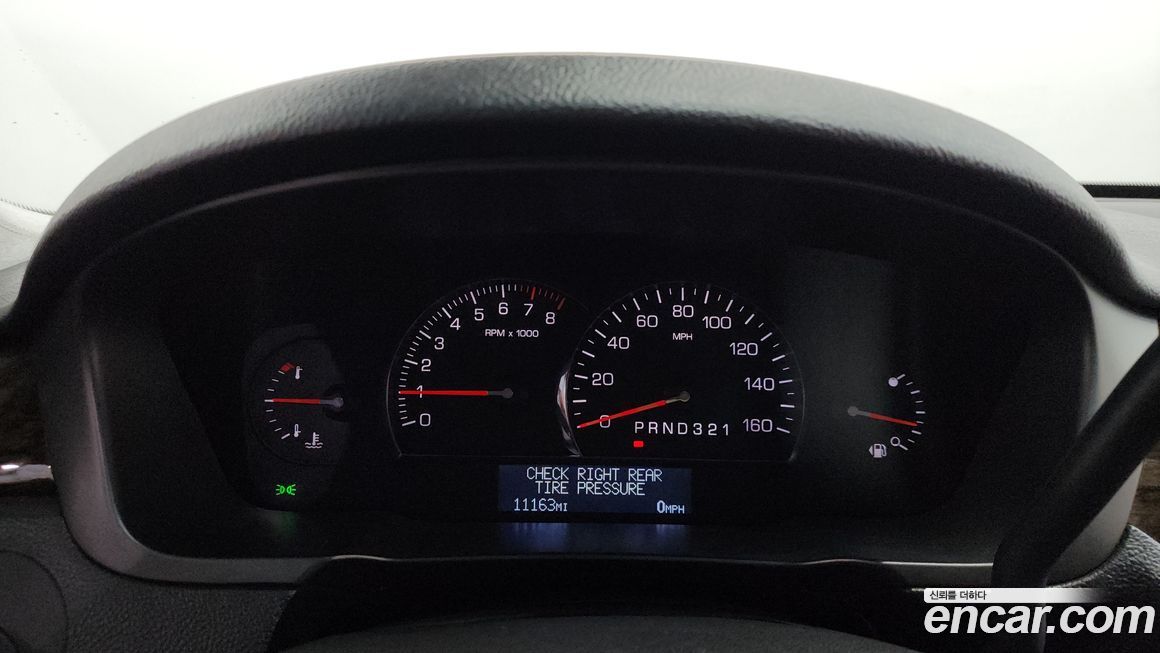 0
1
2
3
4
5
6
7
8
RPM x 1000
0
20
40
60
80
100
120
140
160
MPH
PRND321
CHECK RIGHT REAR
TIRE PRESSURE
11163MI 0MPH
신뢰를 더하다
encar.com